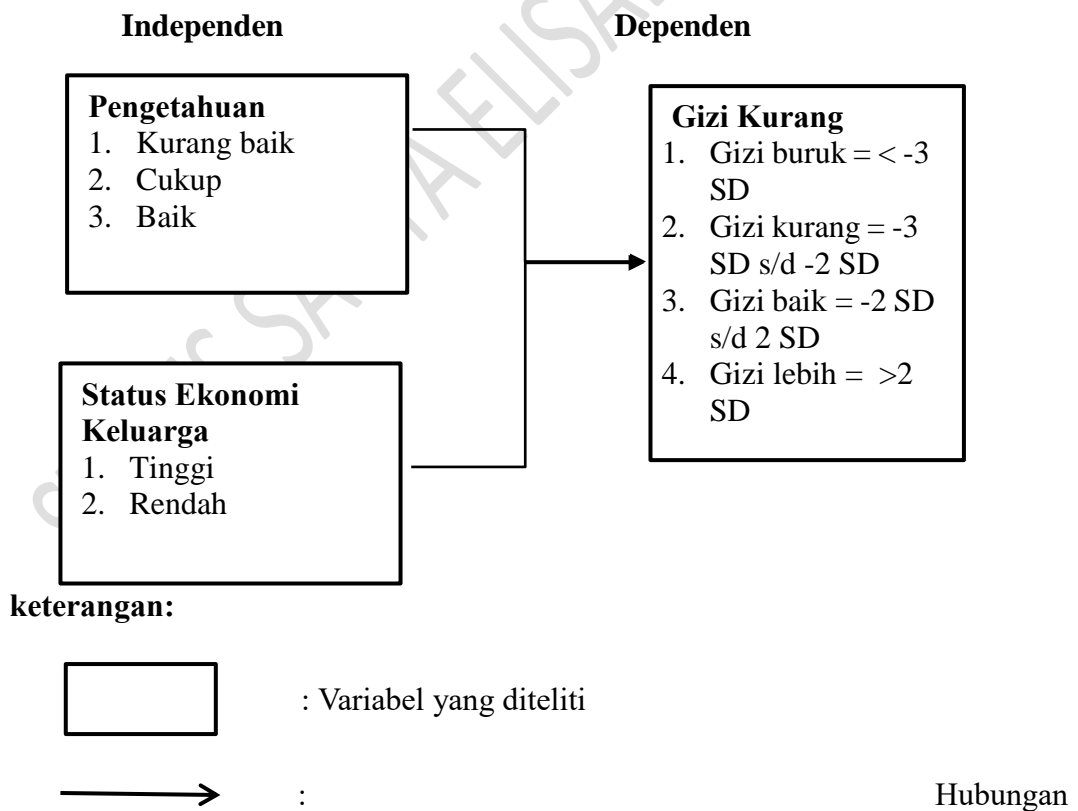 Independen Dependen
Pengetahuan
1. Kurang baik
2. Cukup
3. Baik
Status Ekonomi
Keluarga
1. Tinggi
2. Rendah
Gizi Kurang
1. Gizi buruk = < -3
SD
2. Gizi kurang = -3
SD s/d -2 SD
3. Gizi baik = -2 SD
s/d 2 SD
4. Gizi lebih = >2
SD
keterangan:
: Variabel yang diteliti
: Hubungan